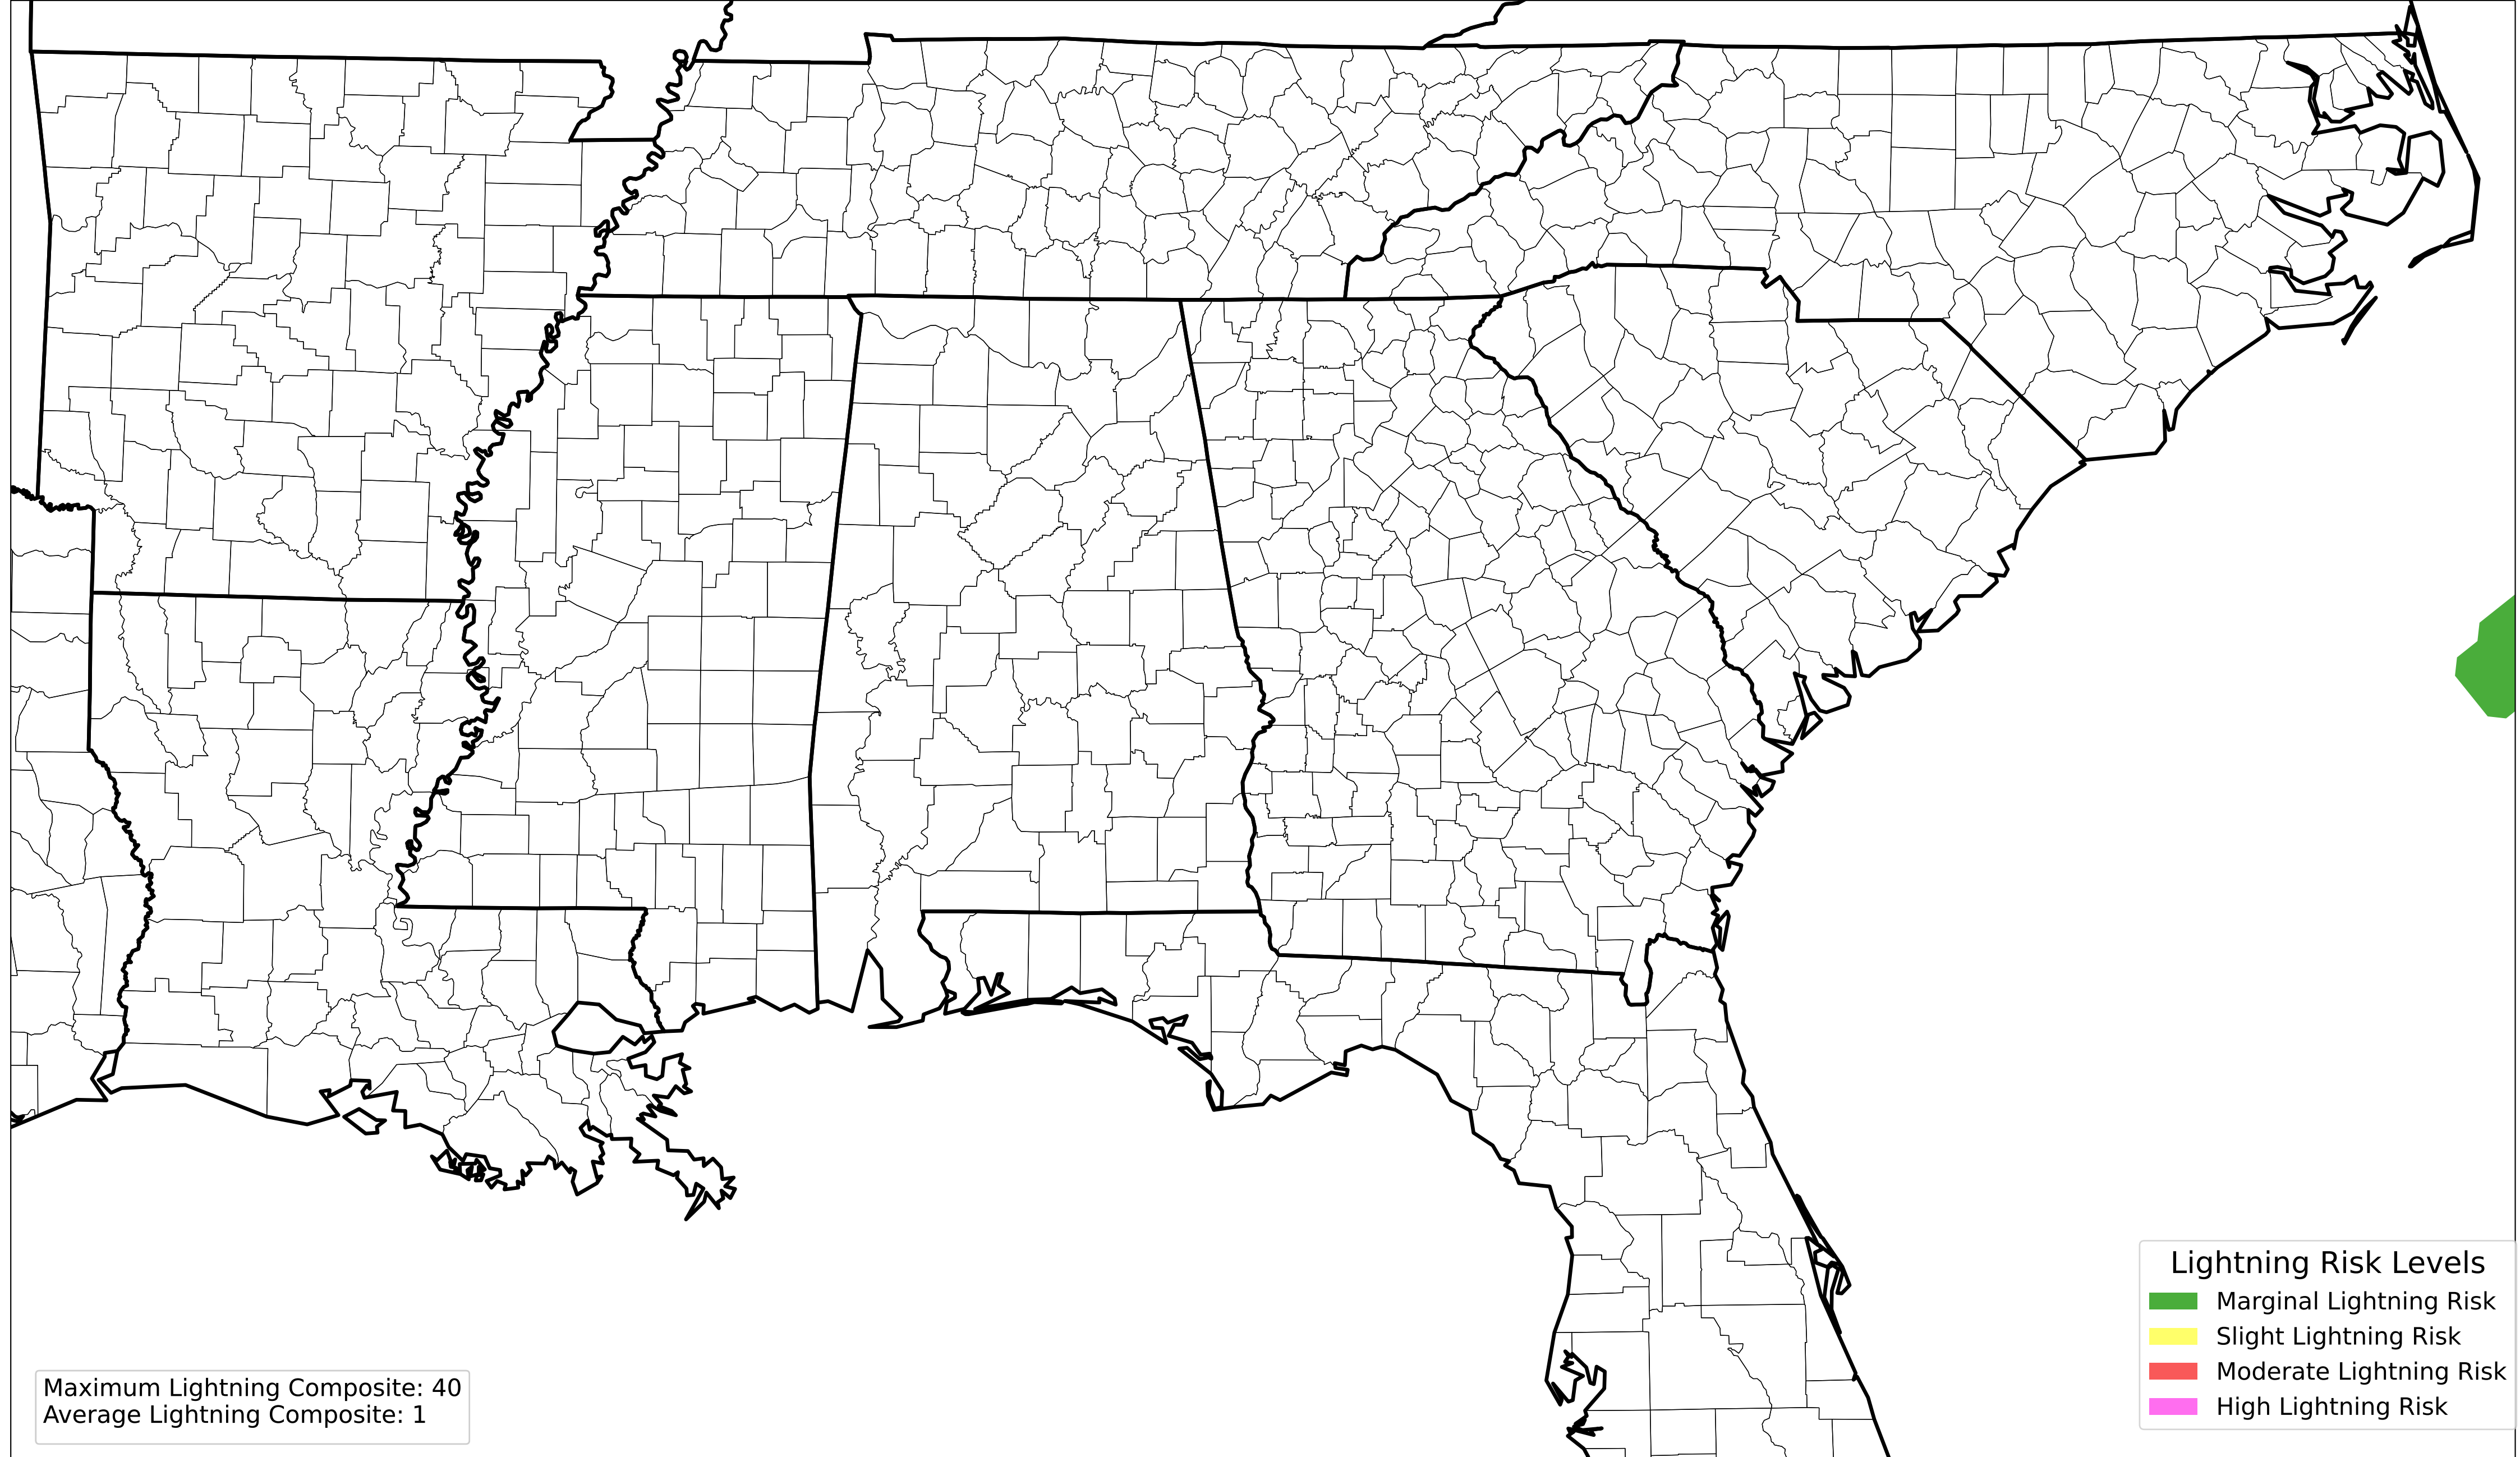 Lightning Risk Levels
Marginal Lightning Risk
Slight Lightning Risk
Moderate Lightning Risk
High Lightning Risk
Maximum Lightning Composite: 40
Average Lightning Composite: 1